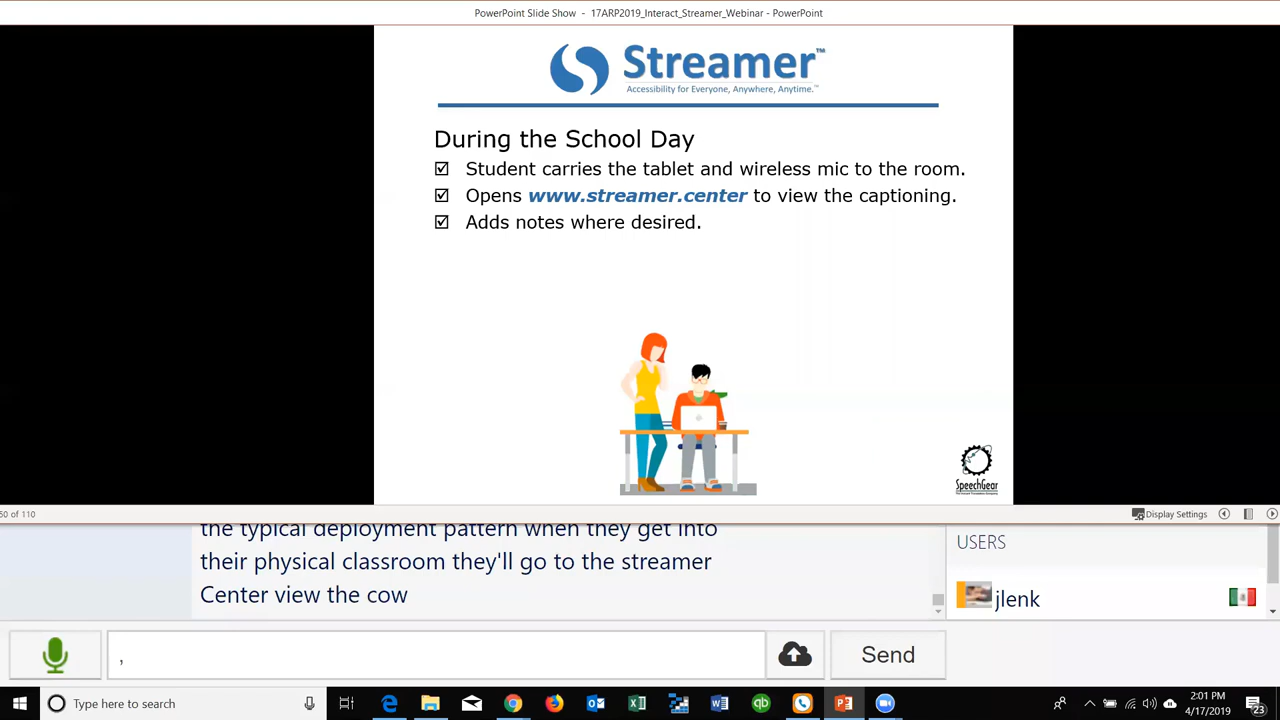 PowerPoint Slide Show - 17ARP2019_Interact_Streamer_Webinar - PowerPoint
Streamer™
Accessibility for Everyone, Anywhere, Anytime.™
During the School Day
Student carries the tablet and wireless mic to the room.
Opens www.streamer.center to view the captioning.
Adds notes where desired.
SpeechGear
50 of 110
Display Settings
the typical deployment pattern when they get into
their physical classroom they'll go to the streamer
Center view the cow
USERS
jlenk
,
Send
Type here to search
2:01 PM
4/17/2019
23